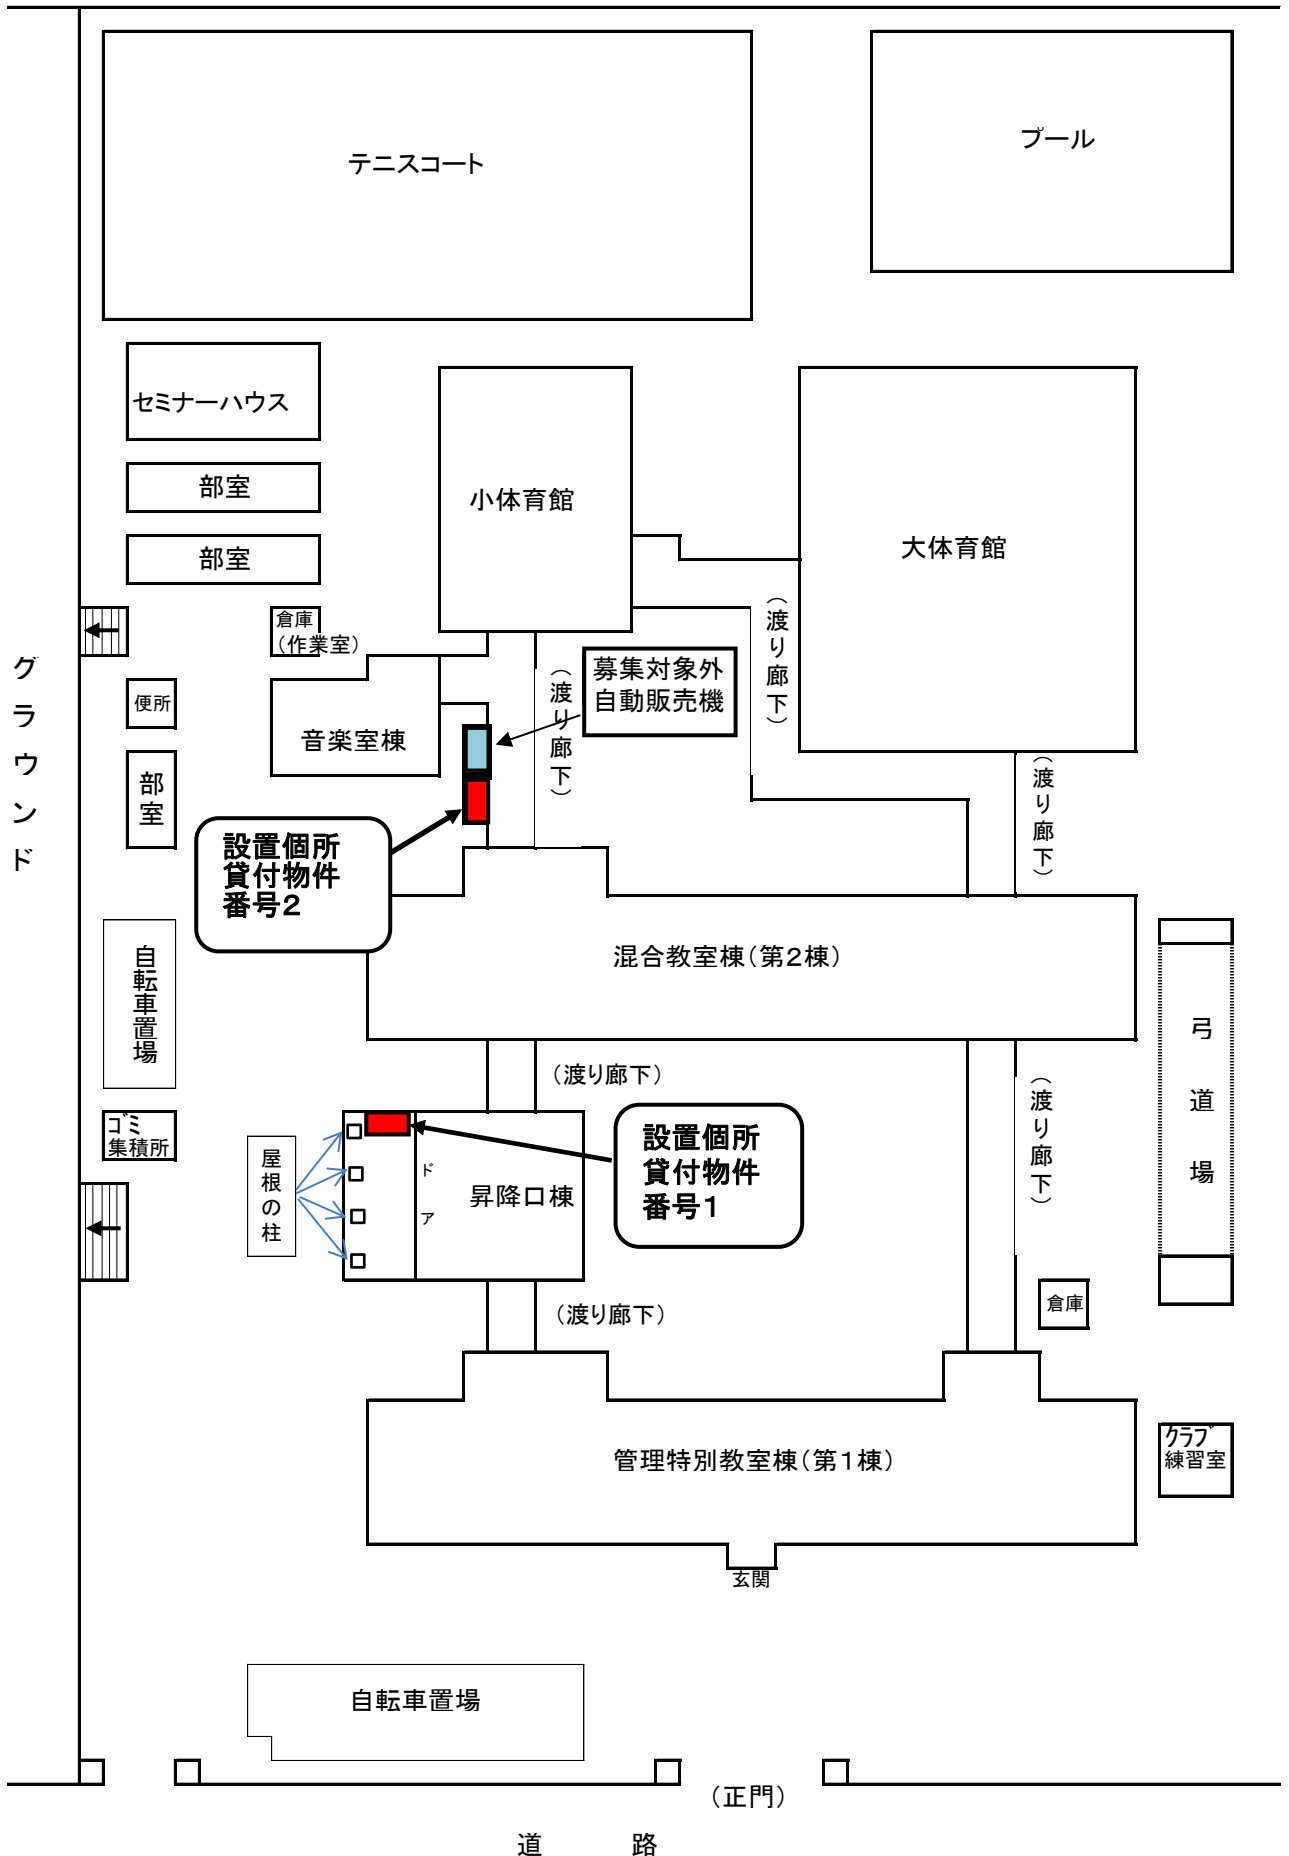 テニスコート
プール
セミナーハウス
部室
部室
小体育館
大体育館
倉庫
（作業室）
グラウンド
便所
音楽室棟
部室
（渡り廊下）
募集対象外
自動販売機
（渡り廊下）
（渡り廊下）
設置個所
貸付物件
番号２
混合教室棟（第２棟）
自転車置場
弓道場
（渡り廊下）
ｺﾞﾐ
集積所
屋根の柱
ドア
昇降口棟
設置個所
貸付物件
番号１
（渡り廊下）
（渡り廊下）
倉庫
管理特別教室棟（第１棟）
ｸﾗﾌﾞ
練習室
玄関
自転車置場
（正門）
道　路